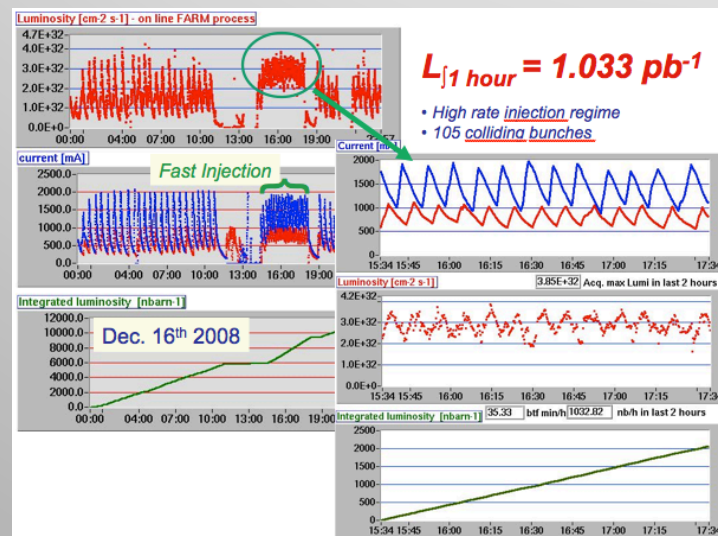 Luminosity [cm-2 s-1] - on line FARM process
4.7E+32
4.0E+32
3.0E+32
2.0E+32
1.0E+32
0.0E+0
00:00 04:00 07:00 10:00 13:00 16:00 19:00
L∫1 hour = 1.033 pb-1
• High rate injection regime
• 105 colliding bunches
current [mA]
Fast Injection
2500.0
2000.0
1500.0
1000.0
500.0
0.0
00:00 04:00 07:00 10:00 13:00 16:00 19:00
Integrated luminosity [nbarn-1]
Dec. 16th 2008
12000.0
10000.0
8000.0
6000.0
4000.0
2000.0
0.0
00:00 04:00 07:00 10:00 13:00 16:00 19:00
Current [m
2000
1500
1000
500
0
15:34 15:45 16:00 16:15 16:30 16:45 17:00 17:15 17:34
Luminosity [cm-2 s-1]
3.85E+32 Acq. max Lumi in last 2 hours
4.2E+32
3.0E+32
2.0E+32
1.0E+32
0.0E+0
15:34 15:45 16:00 16:15 16:30 16:45 17:00 17:15 17:34
Integrated luminosity [nbarn-1] 35.33 btf min/h 1032.82 nb/h in last 2 hours
2500
2000
1500
1000
500
0
15:34 15:45 16:00 16:15 16:30 16:45 17:00 17:15 17:34